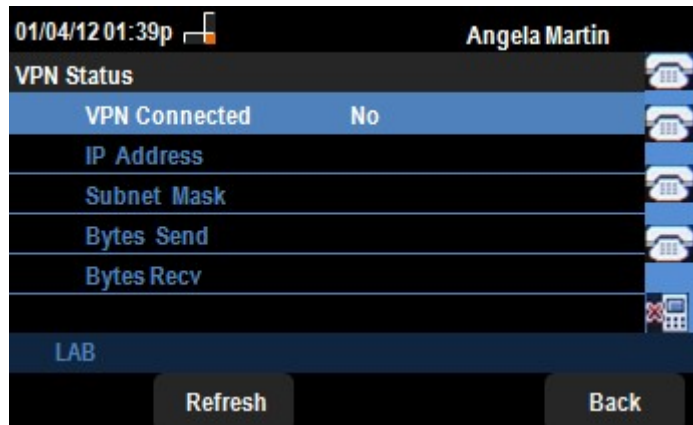 01/04/12 01:39p Angela Martin
VPN Status
VPN Connected No
IP Address
Subnet Mask
Bytes Send
Bytes Recv
LAB
Refresh Back